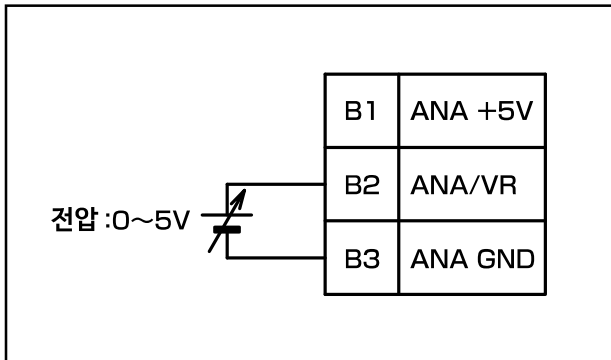 B1 ANA +5V
B2 ANA/VR
전압 :0～5V
B3 ANA GND